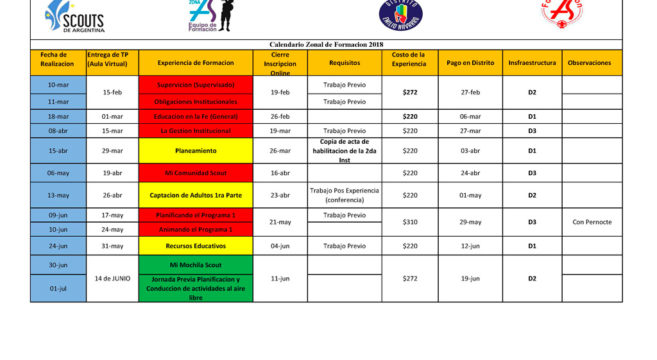 SCOUTS
DE ARGENTINA
ZONA
Equipo de
Formación
DISTRITO
Calendario Zonal de Formacion 2018
Fecha de Realizacion | Entrega de TP (Aula Virtual) | Experiencia de Formacion | Cierre Inscripcion Online | Requisitos | Costo de la Experiencia | Pago en Distrito | Insfraestructura | Observaciones
10-mar | 15-feb | Supervicion (Supervisado) | 19-feb | Trabajo Previo | $272 | 27-feb | D2
11-mar | Obligaciones Institucionales | Trabajo Previo
18-mar | 01-mar | Educacion en la Fe (General) | 26-feb | $220 | 06-mar | D1
08-abr | 15-mar | La Gestion Institucional | 19-mar | Trabajo Previo | $220 | 27-mar | D3
15-abr | 29-mar | Planeamiento | 26-mar | Copia de acta de habilitacion de la 2da Inst | $220 | 03-abr | D1
06-may | 19-abr | Mi Comunidad Scout | 16-abr | $220 | 24-abr | D3
13-may | 26-abr | Captacion de Adultos 1ra Parte | 23-abr | Trabajo Pos Experiencia (conferencia) | $220 | 01-may | D2
09-jun | 17-may | Planificando el Programa 1 | 21-may | Trabajo Previo | $310 | 29-may | D3 | Con Pernocte
10-jun | 24-may | Animando el Programa 1
24-jun | 31-may | Recursos Educativos | 04-jun | Trabajo Previo | $220 | 12-jun | D1
30-jun | 14 de JUNIO | Mi Mochila Scout | 11-jun | $272 | 19-jun | D2
01-jul | Jornada Previa Planificacion y Conduccion de actividades al aire libre